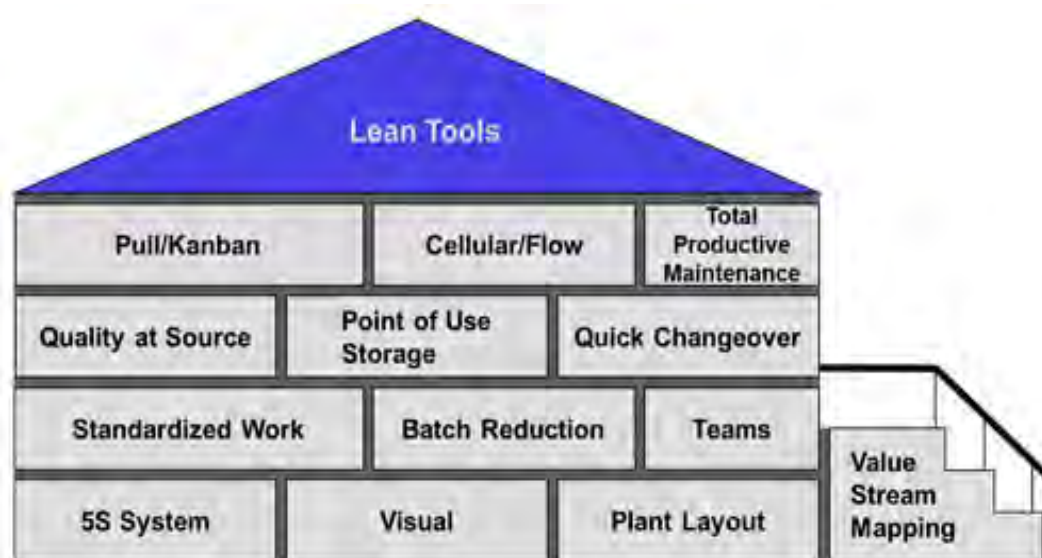 Lean Tools
Pull/Kanban
Cellular/Flow
Total
Productive
Maintenance
Quality at Source
Point of Use
Storage
Quick Changeover
Standardized Work
Batch Reduction
Teams
5S System
Visual
Plant Layout
Value
Stream
Mapping